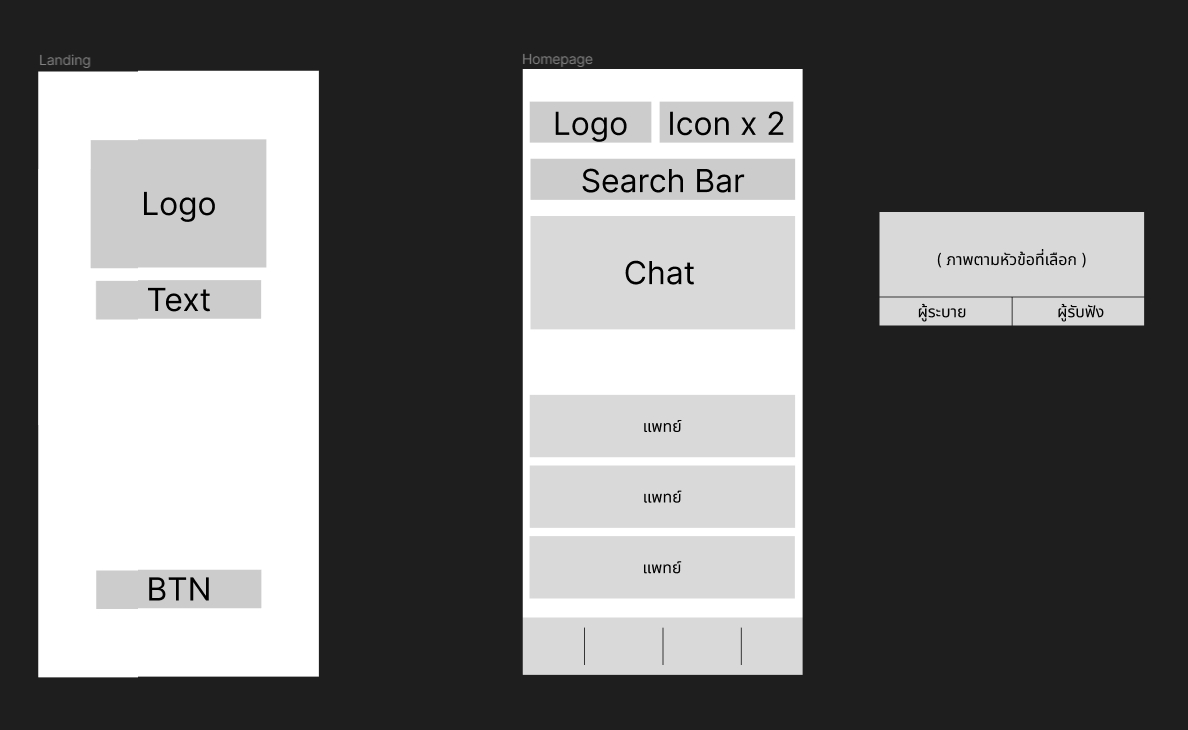 Landing
Logo
Text
BTN
Homepage
Logo
Icon x 2
Search Bar
Chat
แพทย์
แพทย์
แพทย์
( ภาพตามหัวข้อที่เลือก )
ผู้ระบาย
ผู้รับฟัง